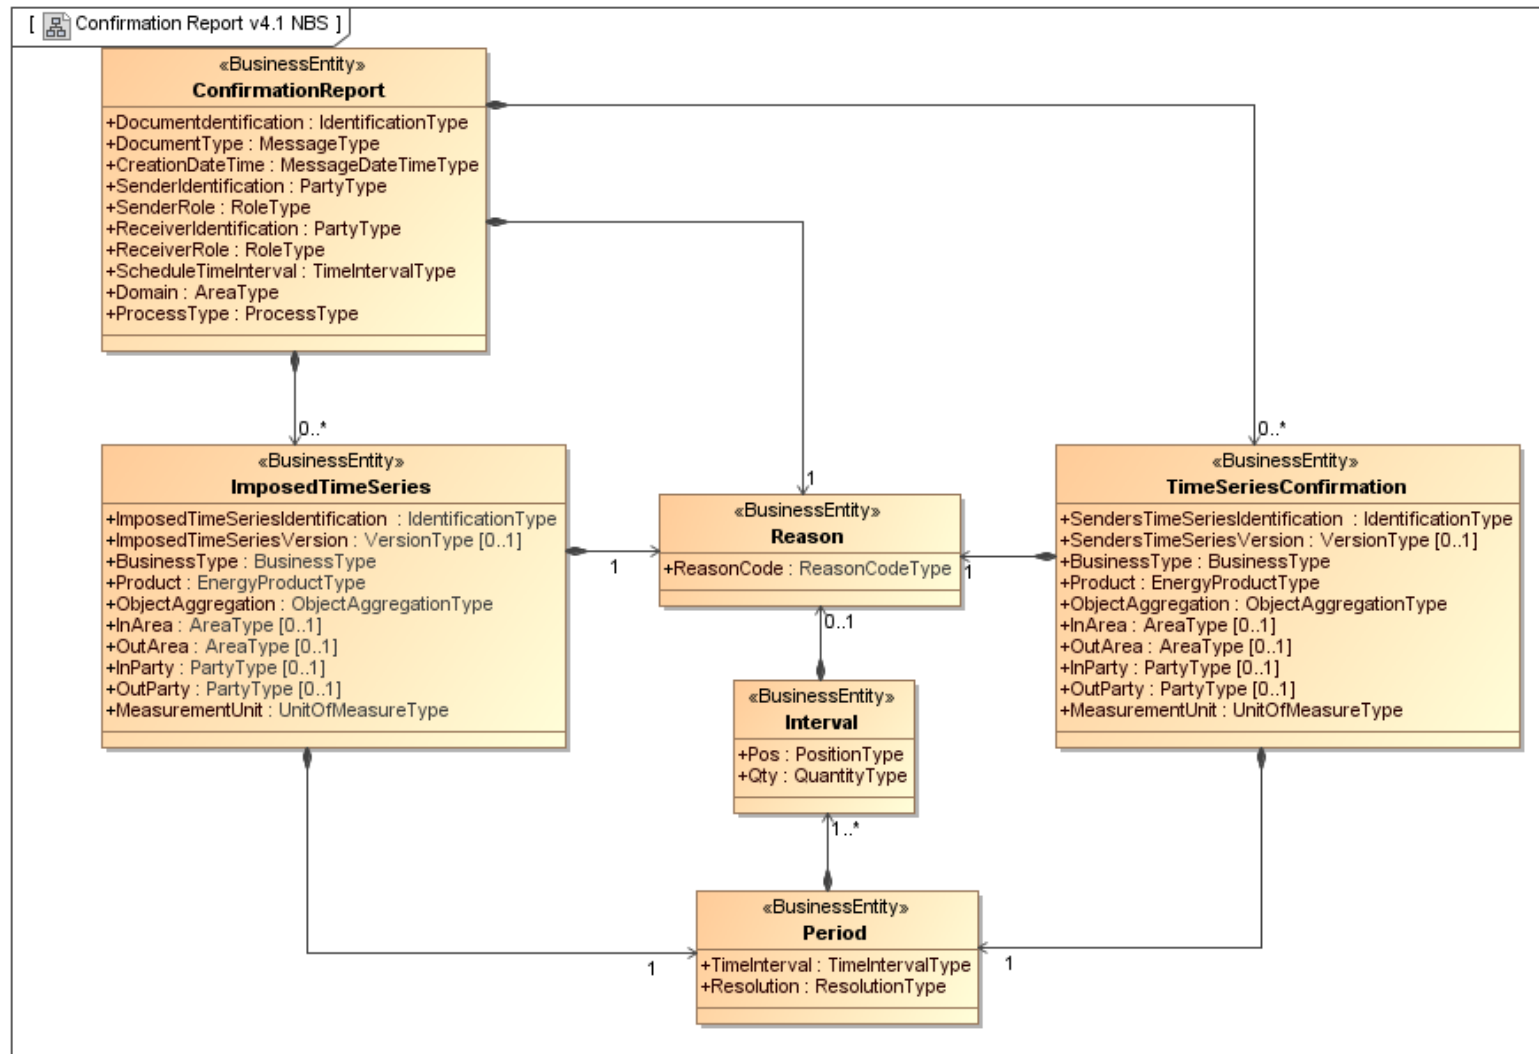 [ Confirmation Report v4.1 NBS ]
«BusinessEntity»
ConfirmationReport
+Documentdentification : IdentificationType
+DocumentType : MessageType
+CreationDateTime : MessageDateTimeType
+SenderIdentification : PartyType
+SenderRole : RoleType
+ReceiverIdentification : PartyType
+ReceiverRole : RoleType
+ScheduleTimeInterval : TimeIntervalType
+Domain : AreaType
+ProcessType : ProcessType
0..*
0..*
1
«BusinessEntity»
ImposedTimeSeries
+ImposedTimeSeriesIdentification : IdentificationType
+ImposedTimeSeriesVersion : VersionType [0..1]
+BusinessType : BusinessType
+Product : EnergyProductType
+ObjectAggregation : ObjectAggregationType
+InArea : AreaType [0..1]
+OutArea : AreaType [0..1]
+InParty : PartyType [0..1]
+OutParty : PartyType [0..1]
+MeasurementUnit : UnitOfMeasureType
1
«BusinessEntity»
Reason
+ReasonCode : ReasonCodeType
1
0..1
«BusinessEntity»
TimeSeriesConfirmation
+SendersTimeSeriesIdentification : IdentificationType
+SendersTimeSeriesVersion : VersionType [0..1]
+BusinessType : BusinessType
+Product : EnergyProductType
+ObjectAggregation : ObjectAggregationType
+InArea : AreaType [0..1]
+OutArea : AreaType [0..1]
+InParty : PartyType [0..1]
+OutParty : PartyType [0..1]
+MeasurementUnit : UnitOfMeasureType
«BusinessEntity»
Interval
+Pos : PositionType
+Qty : QuantityType
1..*
«BusinessEntity»
Period
+TimeInterval : TimeIntervalType
+Resolution : ResolutionType
1
1